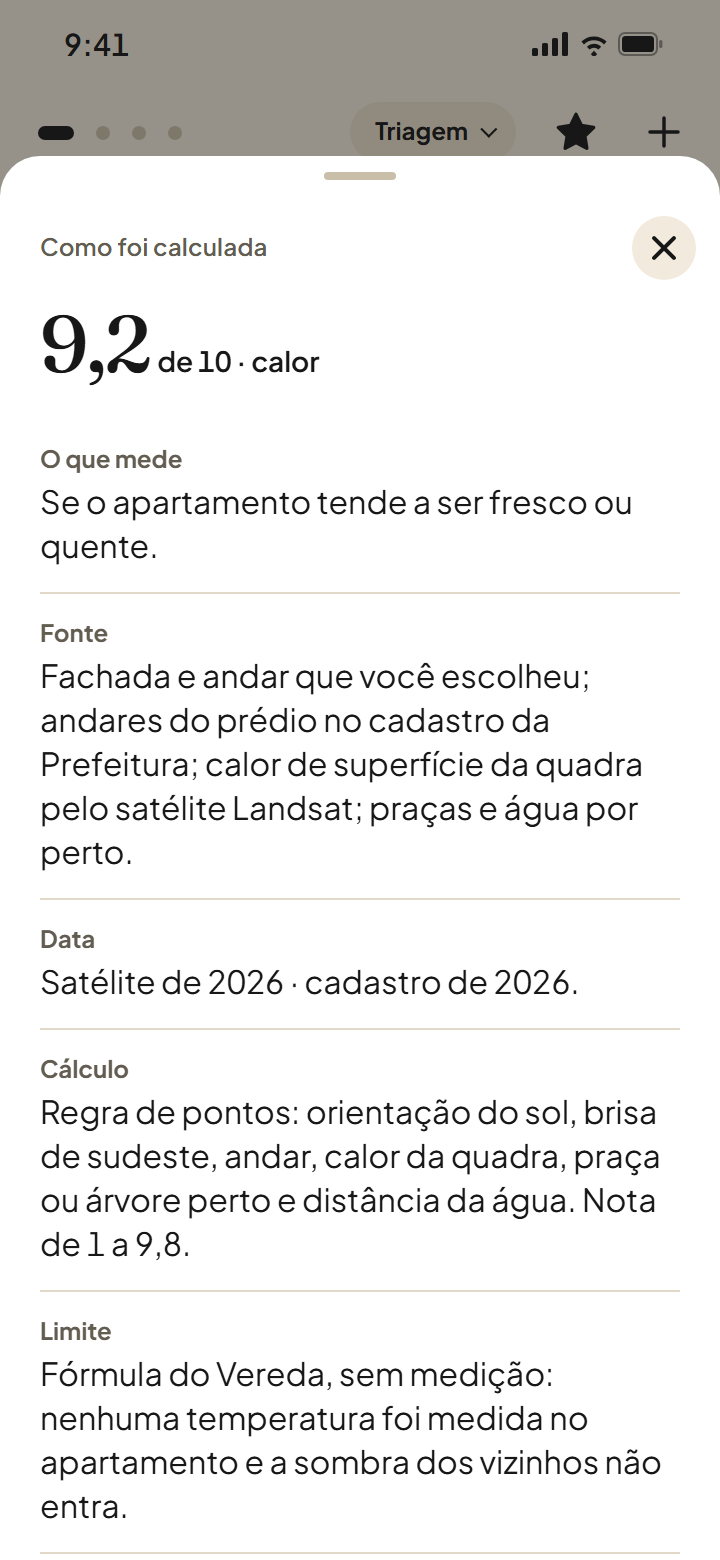 9:41
Triagem
Como foi calculada
9,2 de 10 · calor
O que mede
Se o apartamento tende a ser fresco ou
quente.
Fonte
Fachada e andar que você escolheu;
andares do prédio no cadastro da
Prefeitura; calor de superfície da quadra
pelo satélite Landsat; praças e água por
perto.
Data
Satélite de 2026 · cadastro de 2026.
Cálculo
Regra de pontos: orientação do sol, brisa
de sudeste, andar, calor da quadra, praça
ou árvore perto e distância da água. Nota
de 1 a 9,8.
Limite
Fórmula do Vereda, sem medição:
nenhuma temperatura foi medida no
apartamento e a sombra dos vizinhos não
entra.